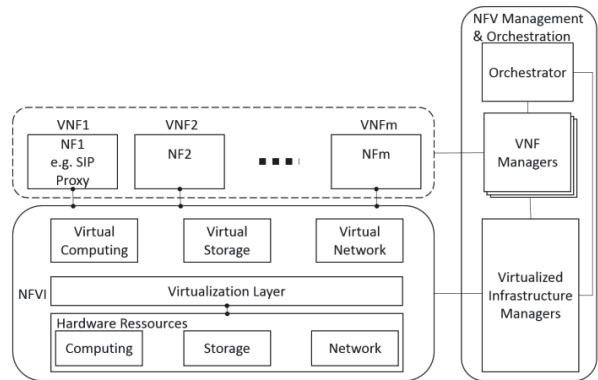 NFV Management
& Orchestration
Orchestrator
VNF1
VNF2
VNFm
NF1
e.g. SIP
Proxy
NF2
NFm
VNF
Managers
Virtual
Computing
Virtual
Storage
Virtual
Network
NFVI
Virtualization Layer
Virtualized
Infrastructure
Managers
Hardware Ressources
Computing
Storage
Network